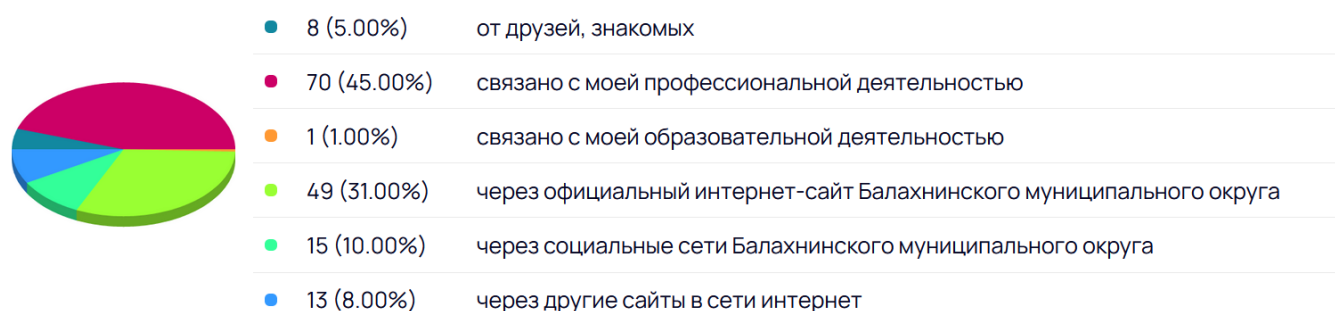 8 (5.00%) от друзей, знакомых
70 (45.00%) связано с моей профессиональной деятельностью
1 (1.00%) связано с моей образовательной деятельностью
49 (31.00%) через официальный интернет-сайт Балахнинского муниципального округа
15 (10.00%) через социальные сети Балахнинского муниципального округа
13 (8.00%) через другие сайты в сети интернет